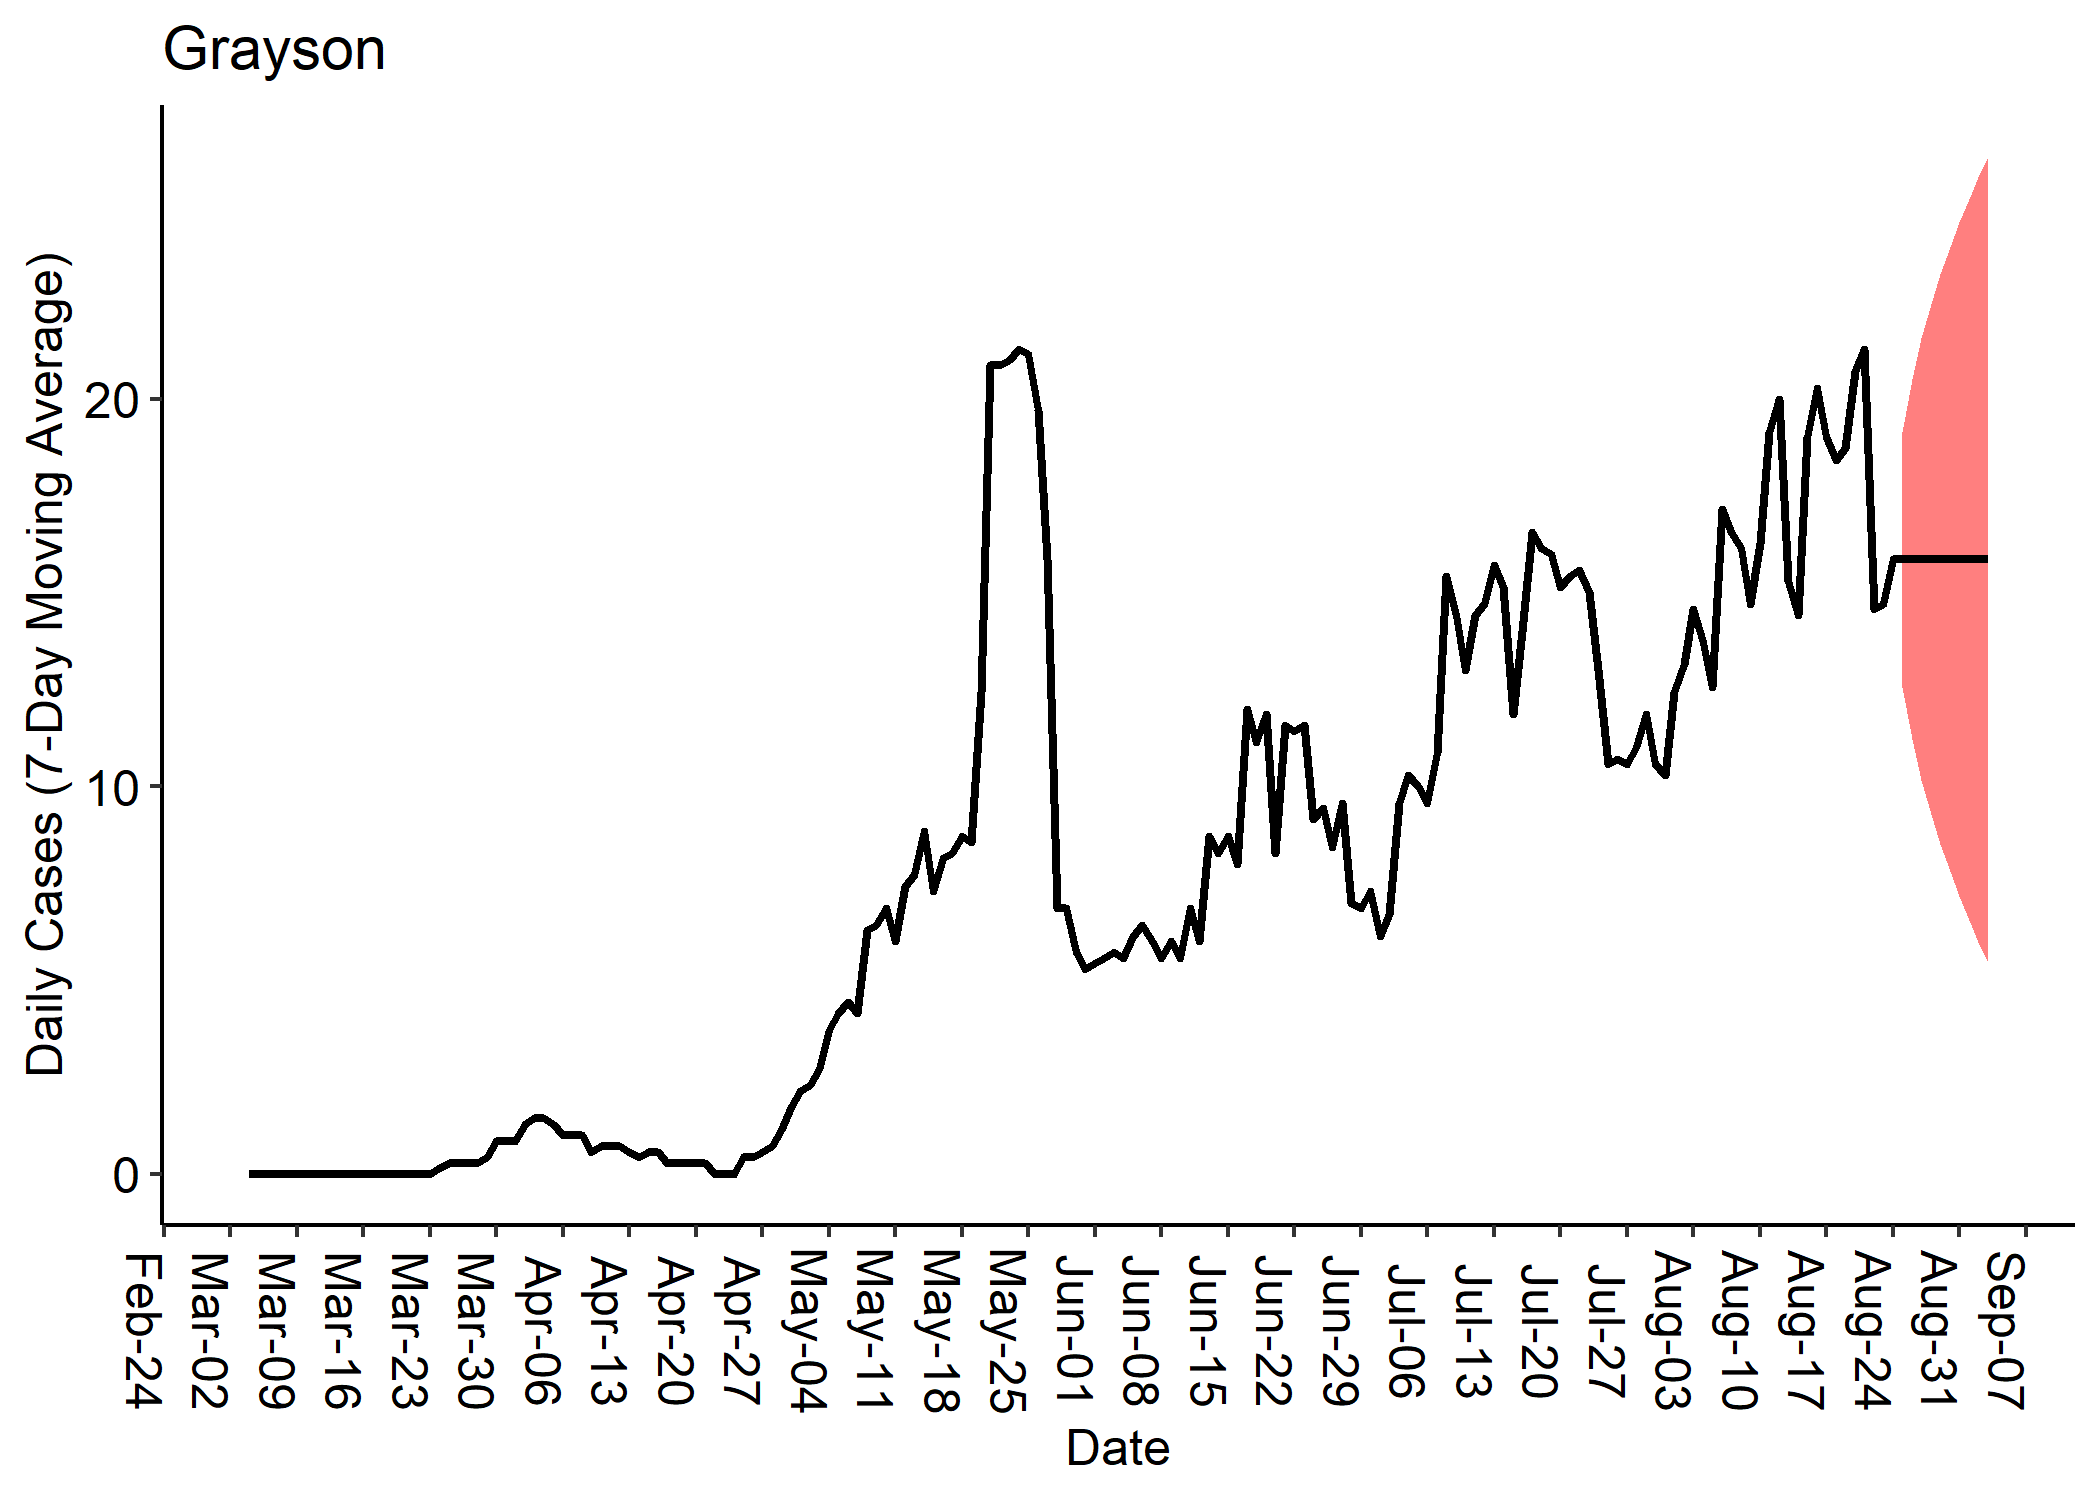 Grayson
Daily Cases (7-Day Moving Average)
20
10
0
Feb-24
Mar-02
Mar-09
Mar-16
Mar-23
Mar-30
Apr-06
Apr-13
Apr-20
Apr-27
May-04
May-11
May-18
May-25
Jun-01
Jun-08
Jun-15
Jun-22
Jun-29
Jul-06
Jul-13
Jul-20
Jul-27
Aug-03
Aug-10
Aug-17
Aug-24
Aug-31
Sep-07
Date